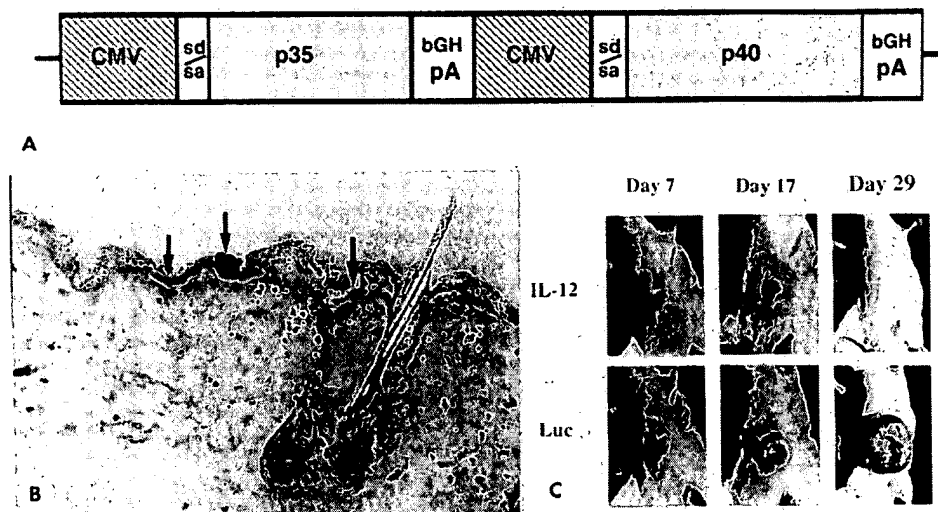 CMV sd/sa p35 bGH pA CMV sd/sa p40 bGH pA
A
Day 7 Day 17 Day 29
IL-12
Luc
B C